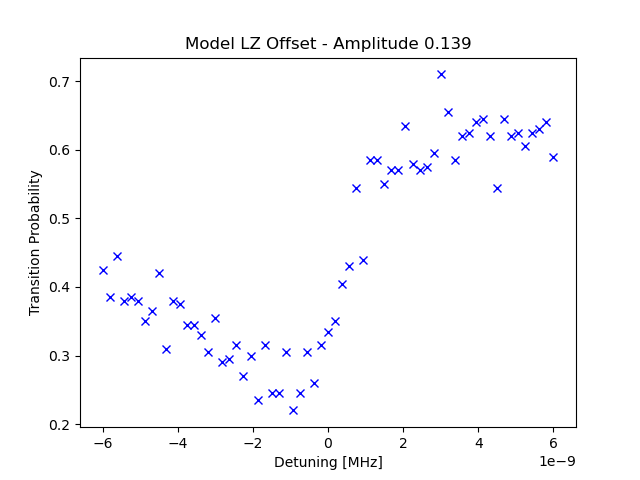 Model LZ Offset - Amplitude 0.139
Transition Probability
0.7
0.6
0.5
0.4
0.3
0.2
−6 −4 −2 0 2 4 6
1e−9
Detuning [MHz]